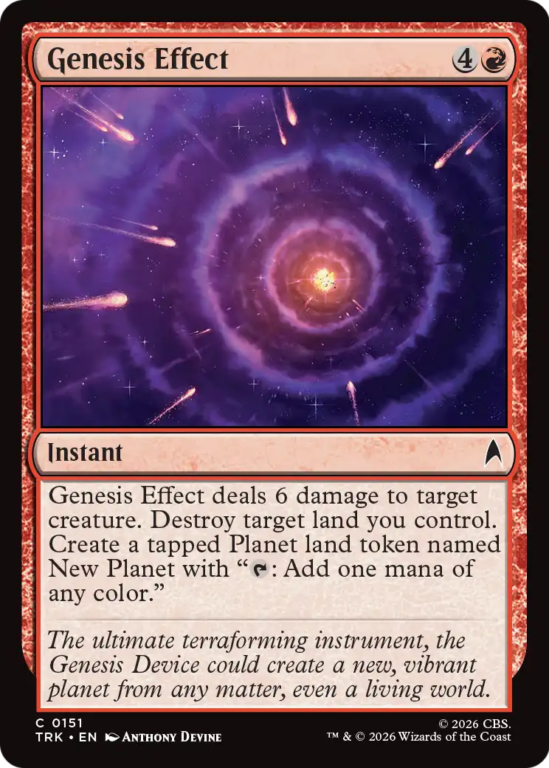 Genesis Effect 4
Instant
Genesis Effect deals 6 damage to target
creature. Destroy target land you control.
Create a tapped Planet land token named
New Planet with “: Add one mana of
any color.”
The ultimate terraforming instrument, the
Genesis Device could create a new, vibrant
planet from any matter, even a living world.
C 0151
TRK • EN Anthony Devine
© 2026 CBS.
™ & © 2026 Wizards of the Coast